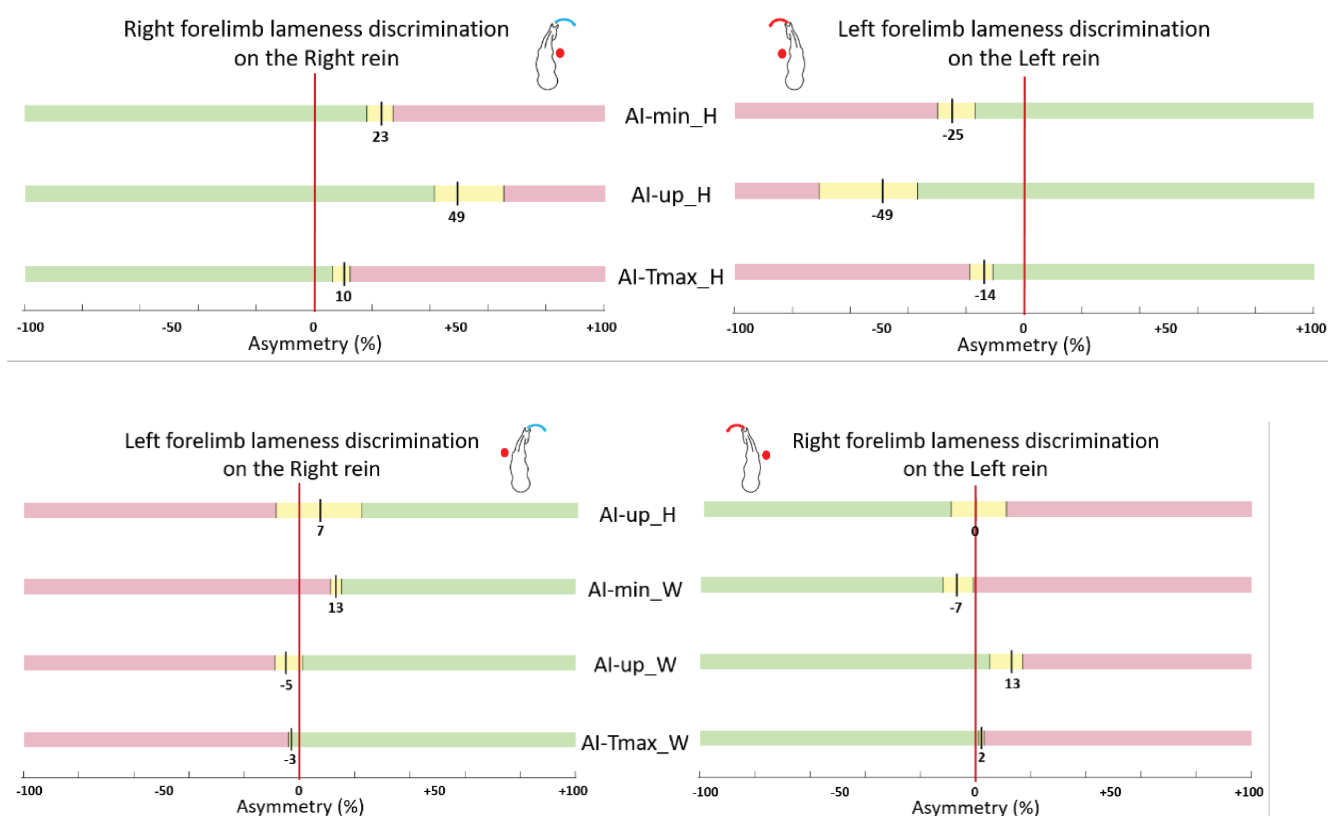 Right forelimb lameness discrimination
on the Right rein
Left forelimb lameness discrimination
on the Left rein
23
AI-min_H
-25
49
AI-up_H
-49
10
AI-Tmax_H
-14
-100 -50 0 +50 +100
Asymmetry (%)
-100 -50 0 +50 +100
Asymmetry (%)
Left forelimb lameness discrimination
on the Right rein
Right forelimb lameness discrimination
on the Left rein
7
AI-up_H
0
13
AI-min_W
-7
-5
AI-up_W
13
-3
AI-Tmax_W
2
-100 -50 0 +50 +100
Asymmetry (%)
-100 -50 0 +50 +100
Asymmetry (%)